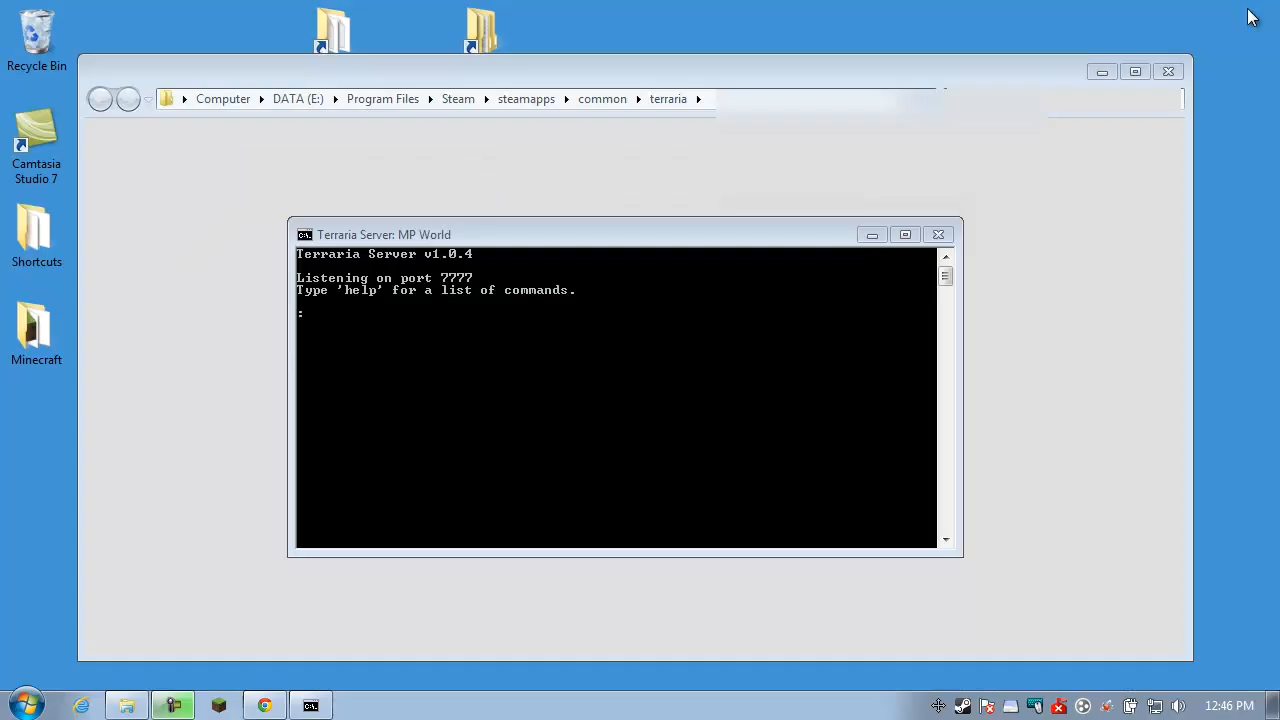 Recycle Bin
Computer DATA (E:) Program Files Steam steamapps common terraria
Camtasia
Studio 7
Shortcuts
Minecraft
C:\. Terraria Server: MP World
Terraria Server v1.0.4
Listening on port 7777
Type 'help' for a list of commands.
:
12:46 PM